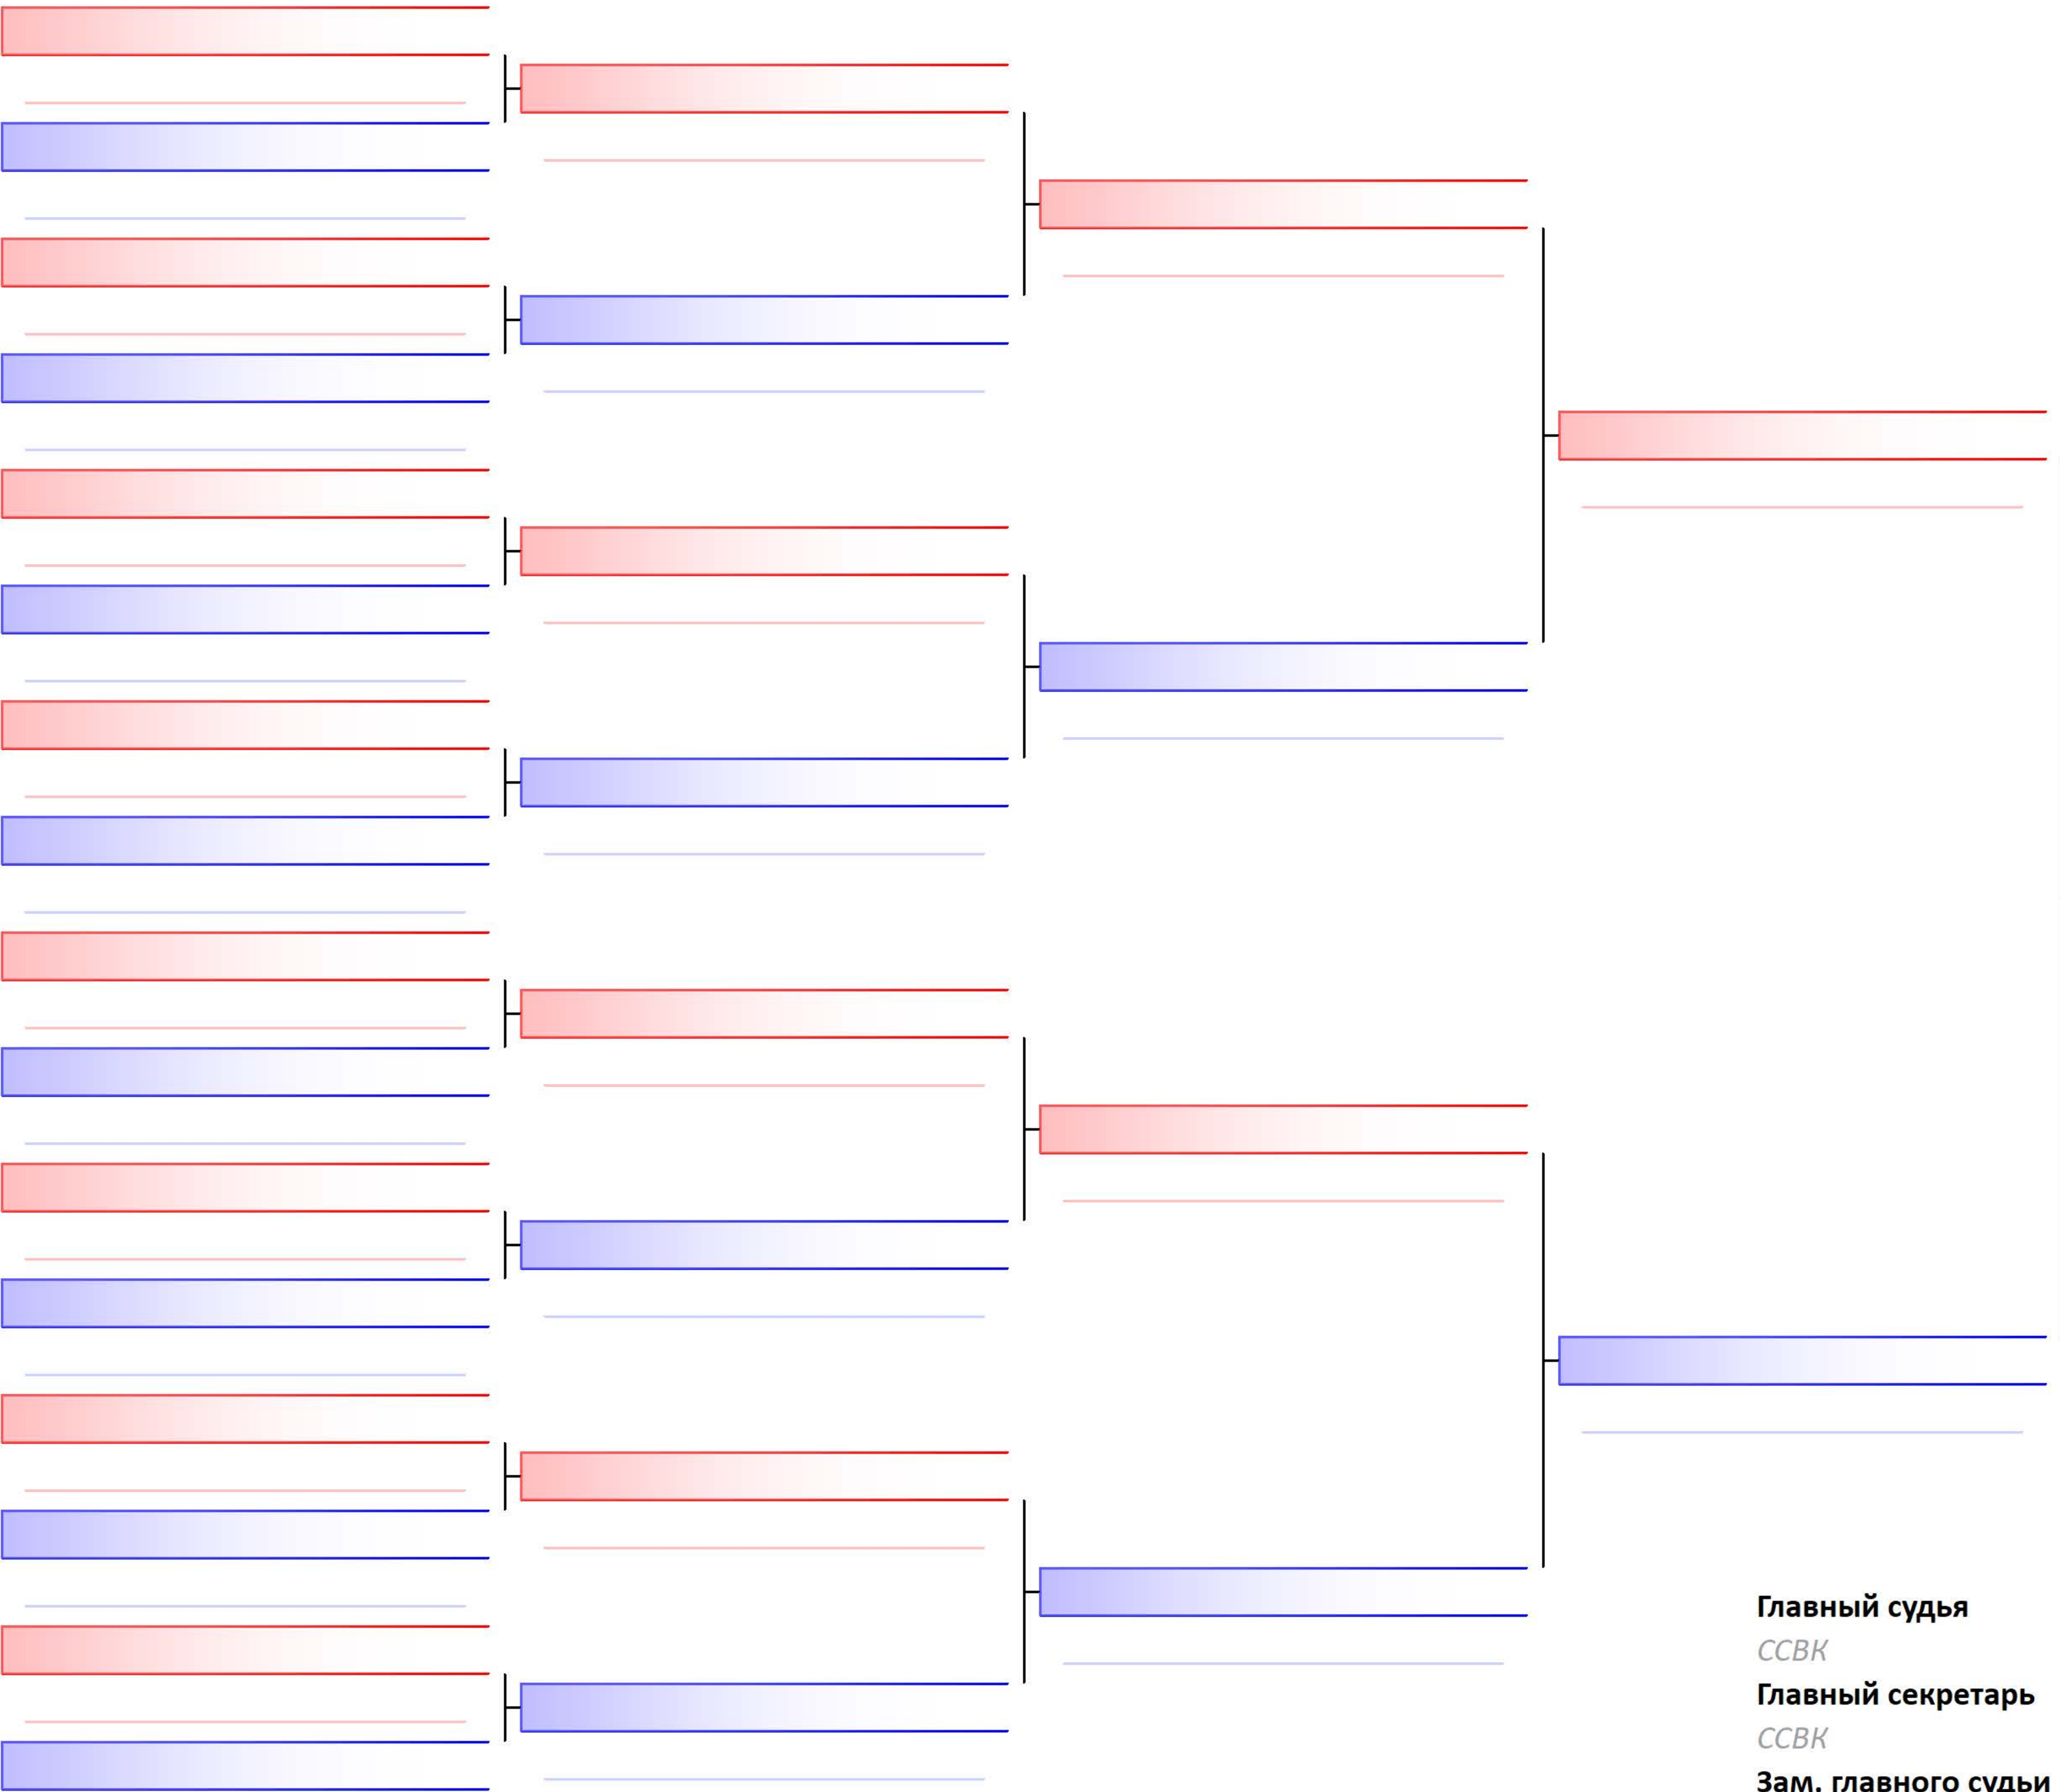 Главный судья
ССВК
Главный секретарь
ССВК
Зам. главного судьи